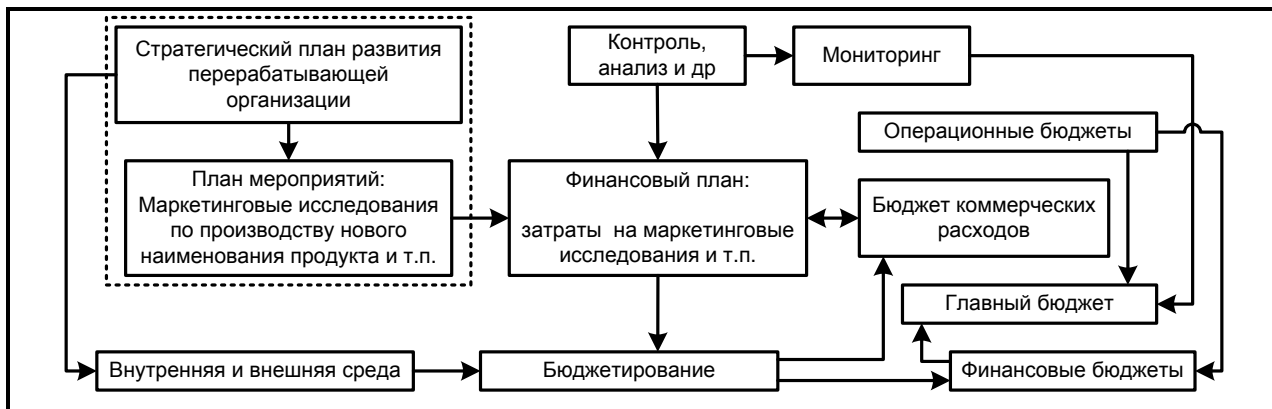 Стратегический план развития
перерабатывающей
организации
Контроль,
анализ и др
Мониторинг
Операционные бюджеты
План мероприятий:
Маркетинговые исследования
по производству нового
наименования продукта и т.п.
Финансовый план:
затраты на маркетинговые
исследования и т.п.
Бюджет коммерческих
расходов
Главный бюджет
Внутренняя и внешняя среда
Бюджетирование
Финансовые бюджеты